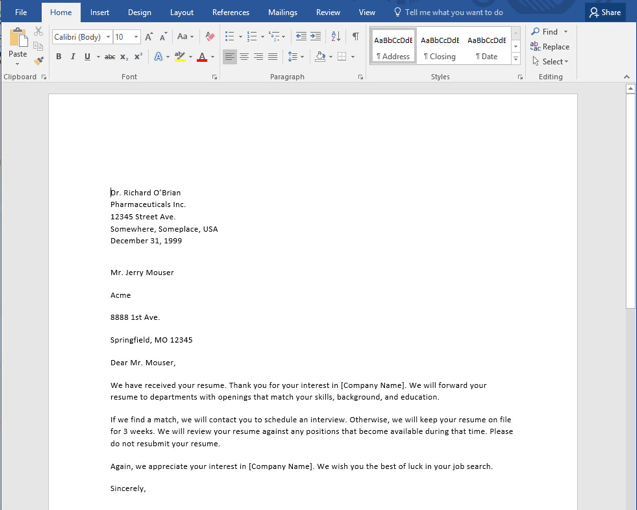 File Home Insert Design Layout References Mailings Review View Tell me what you want to do Share
Paste
Calibri (Body) 10 Aa
B I U abc x, x² A aby A
AaBbCcDdE AaBbCcDdE AaBbCcDdE
¶ Address ¶ Closing ¶ Date
Find
Replace
Select
Clipboard Font Paragraph Styles Editing
Dr. Richard O'Brian
Pharmaceuticals Inc.
12345 Street Ave.
Somewhere, Someplace, USA
December 31, 1999
Mr. Jerry Mouser
Acme
8888 1st Ave.
Springfield, MO 12345
Dear Mr. Mouser,
We have received your resume. Thank you for your interest in [Company Name]. We will forward your
resume to departments with openings that match your skills, background, and education.
If we find a match, we will contact you to schedule an interview. Otherwise, we will keep your resume on file
for 3 weeks. We will review your resume against any positions that become available during that time. Please
do not resubmit your resume.
Again, we appreciate your interest in [Company Name]. We wish you the best of luck in your job search.
Sincerely,